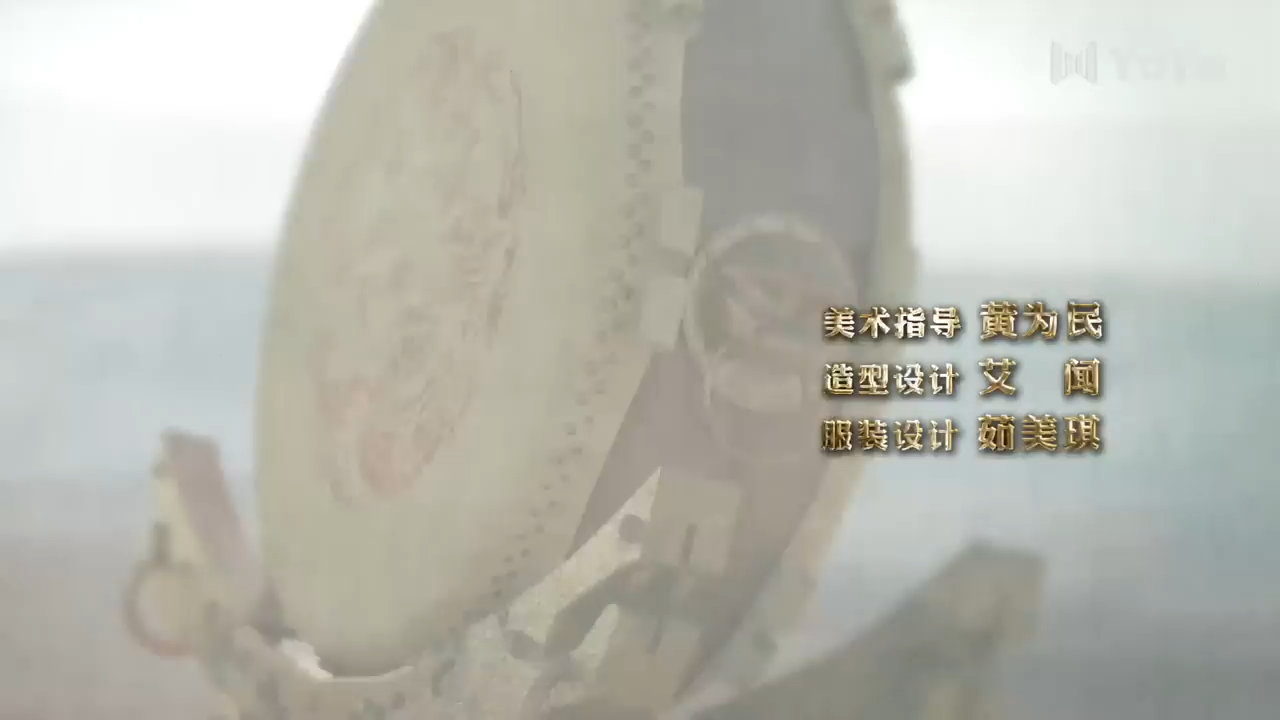 美术指导 黄为民
造型设计 艾 闻
服装设计 茹美琪